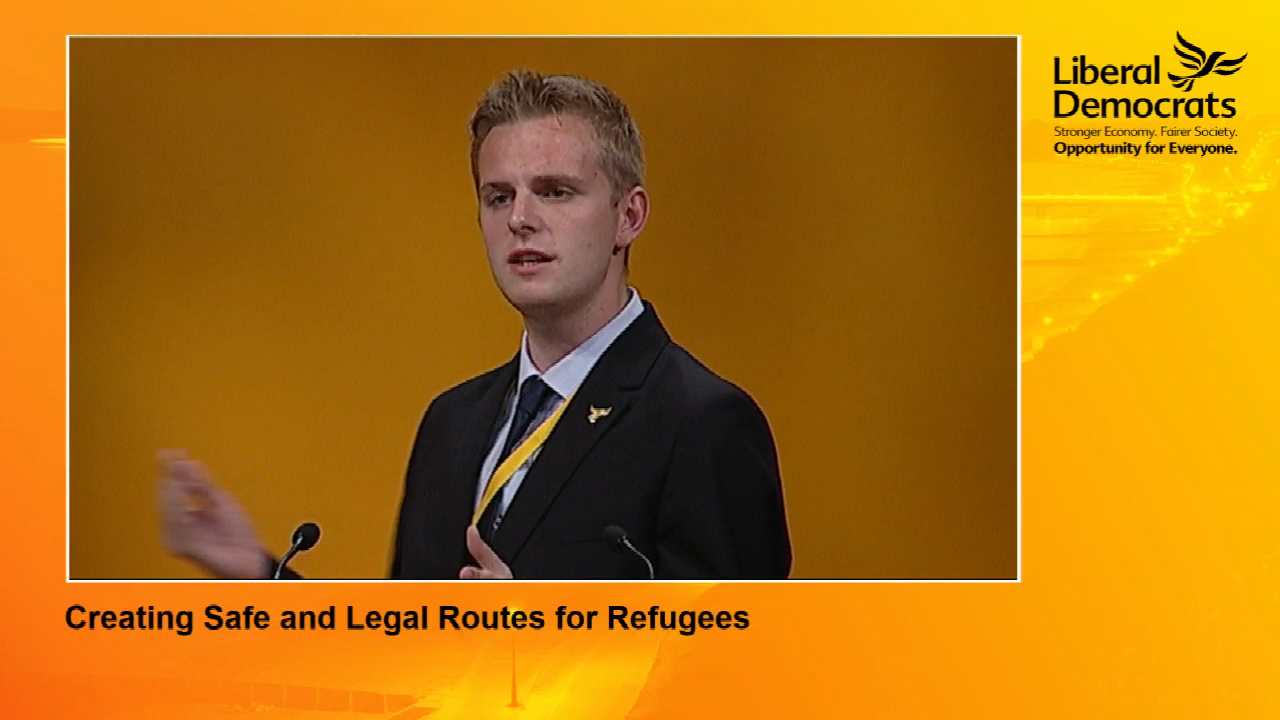 Liberal
Democrats
Stronger Economy. Fairer Society.
Opportunity for Everyone.
Creating Safe and Legal Routes for Refugees